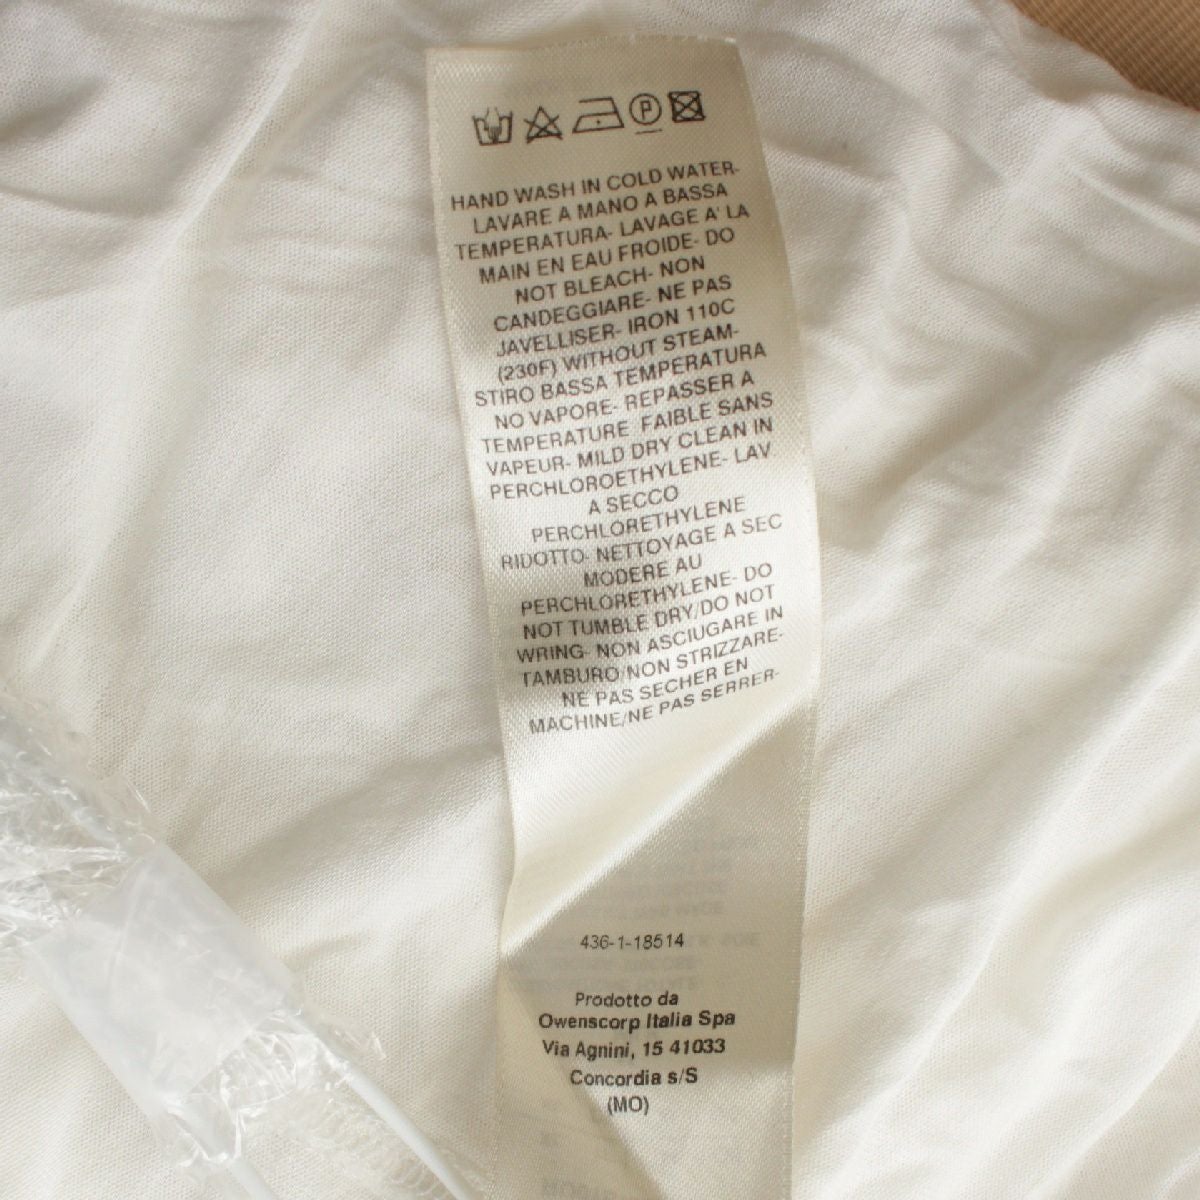 P
HAND WASH IN COLD WATER-
LAVARE A MANO A BASSA
TEMPERATURA- LAVAGE A' LA
MAIN EN EAU FROIDE- DO
NOT BLEACH- NON
CANDEGGIARE- NE PAS
JAVELLISER- IRON 110C
(230F) WITHOUT STEAM-
STIRO BASSA TEMPERATURA
NO VAPORE- REPASSER A
TEMPERATURE FAIBLE SANS
VAPEUR- MILD DRY CLEAN IN
PERCHLOROETHYLENE- LAV
A SECCO
PERCHLORETHYLENE
RIDOTTO- NETTOYAGE A SEC
MODERE AU
PERCHLORETHYLENE- DO
NOT TUMBLE DRY/DO NOT
WRING- NON ASCIUGARE IN
TAMBURO/NON STRIZZARE-
NE PAS SECHER EN
MACHINE/NE PAS SERRER-
436-1-18514
Prodotto da
Owenscorp Italia Spa
Via Agnini, 15 41033
Concordia s/S
(MO)